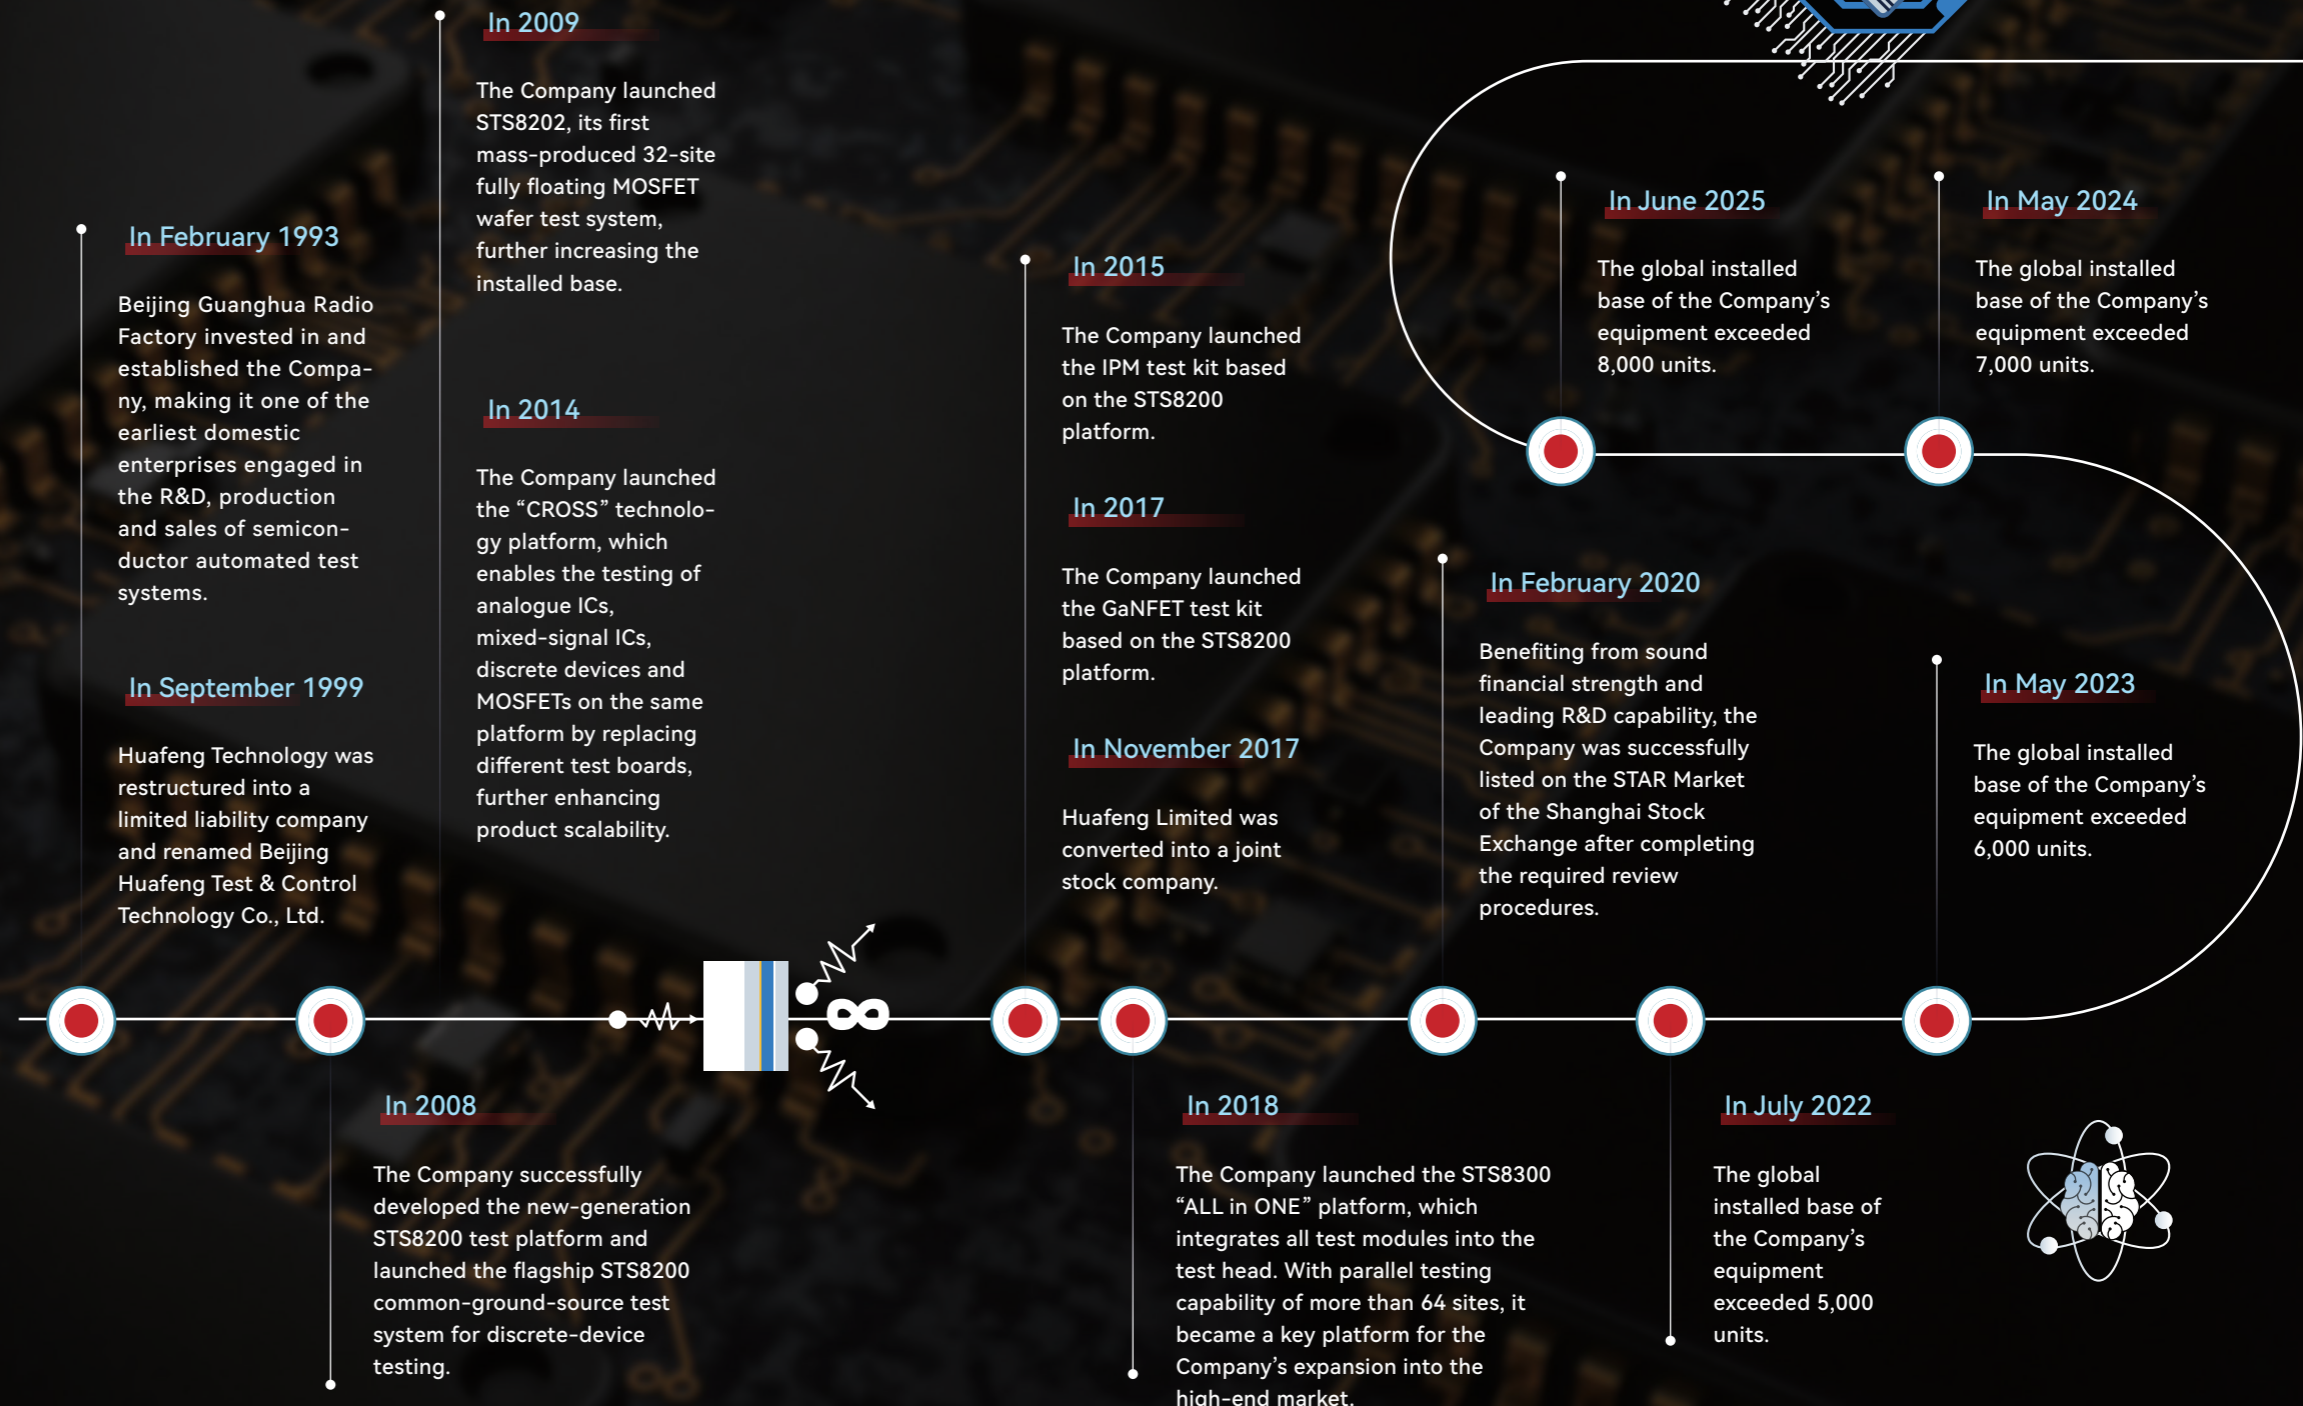 In February 1993
Beijing Guanghua Radio
Factory invested in and
established the Compa-
ny, making it one of the
earliest domestic
enterprises engaged in
the R&D, production
and sales of semicon-
ductor automated test
systems.
In September 1999
Huafeng Technology was
restructured into a
limited liability company
and renamed Beijing
Huafeng Test & Control
Technology Co., Ltd.
In 2008
The Company successfully
developed the new-generation
STS8200 test platform and
launched the flagship STS8200
common-ground-source test
system for discrete-device
testing.
In 2009
The Company launched
STS8202, its first
mass-produced 32-site
fully floating MOSFET
wafer test system,
further increasing the
installed base.
In 2014
The Company launched
the “CROSS” technolo-
gy platform, which
enables the testing of
analogue ICs,
mixed-signal ICs,
discrete devices and
MOSFETs on the same
platform by replacing
different test boards,
further enhancing
product scalability.
In 2015
The Company launched
the IPM test kit based
on the STS8200
platform.
In 2017
The Company launched
the GaNFET test kit
based on the STS8200
platform.
In November 2017
Huafeng Limited was
converted into a joint
stock company.
In 2018
The Company launched the STS8300
“ALL in ONE” platform, which
integrates all test modules into the
test head. With parallel testing
capability of more than 64 sites, it
became a key platform for the
Company’s expansion into the
high-end market.
In February 2020
Benefiting from sound
financial strength and
leading R&D capability, the
Company was successfully
listed on the STAR Market
of the Shanghai Stock
Exchange after completing
the required review
procedures.
In July 2022
The global
installed base of
the Company’s
equipment
exceeded 5,000
units.
In May 2023
The global installed
base of the Company’s
equipment exceeded
6,000 units.
In May 2024
The global installed
base of the Company’s
equipment exceeded
7,000 units.
In June 2025
The global installed
base of the Company’s
equipment exceeded
8,000 units.